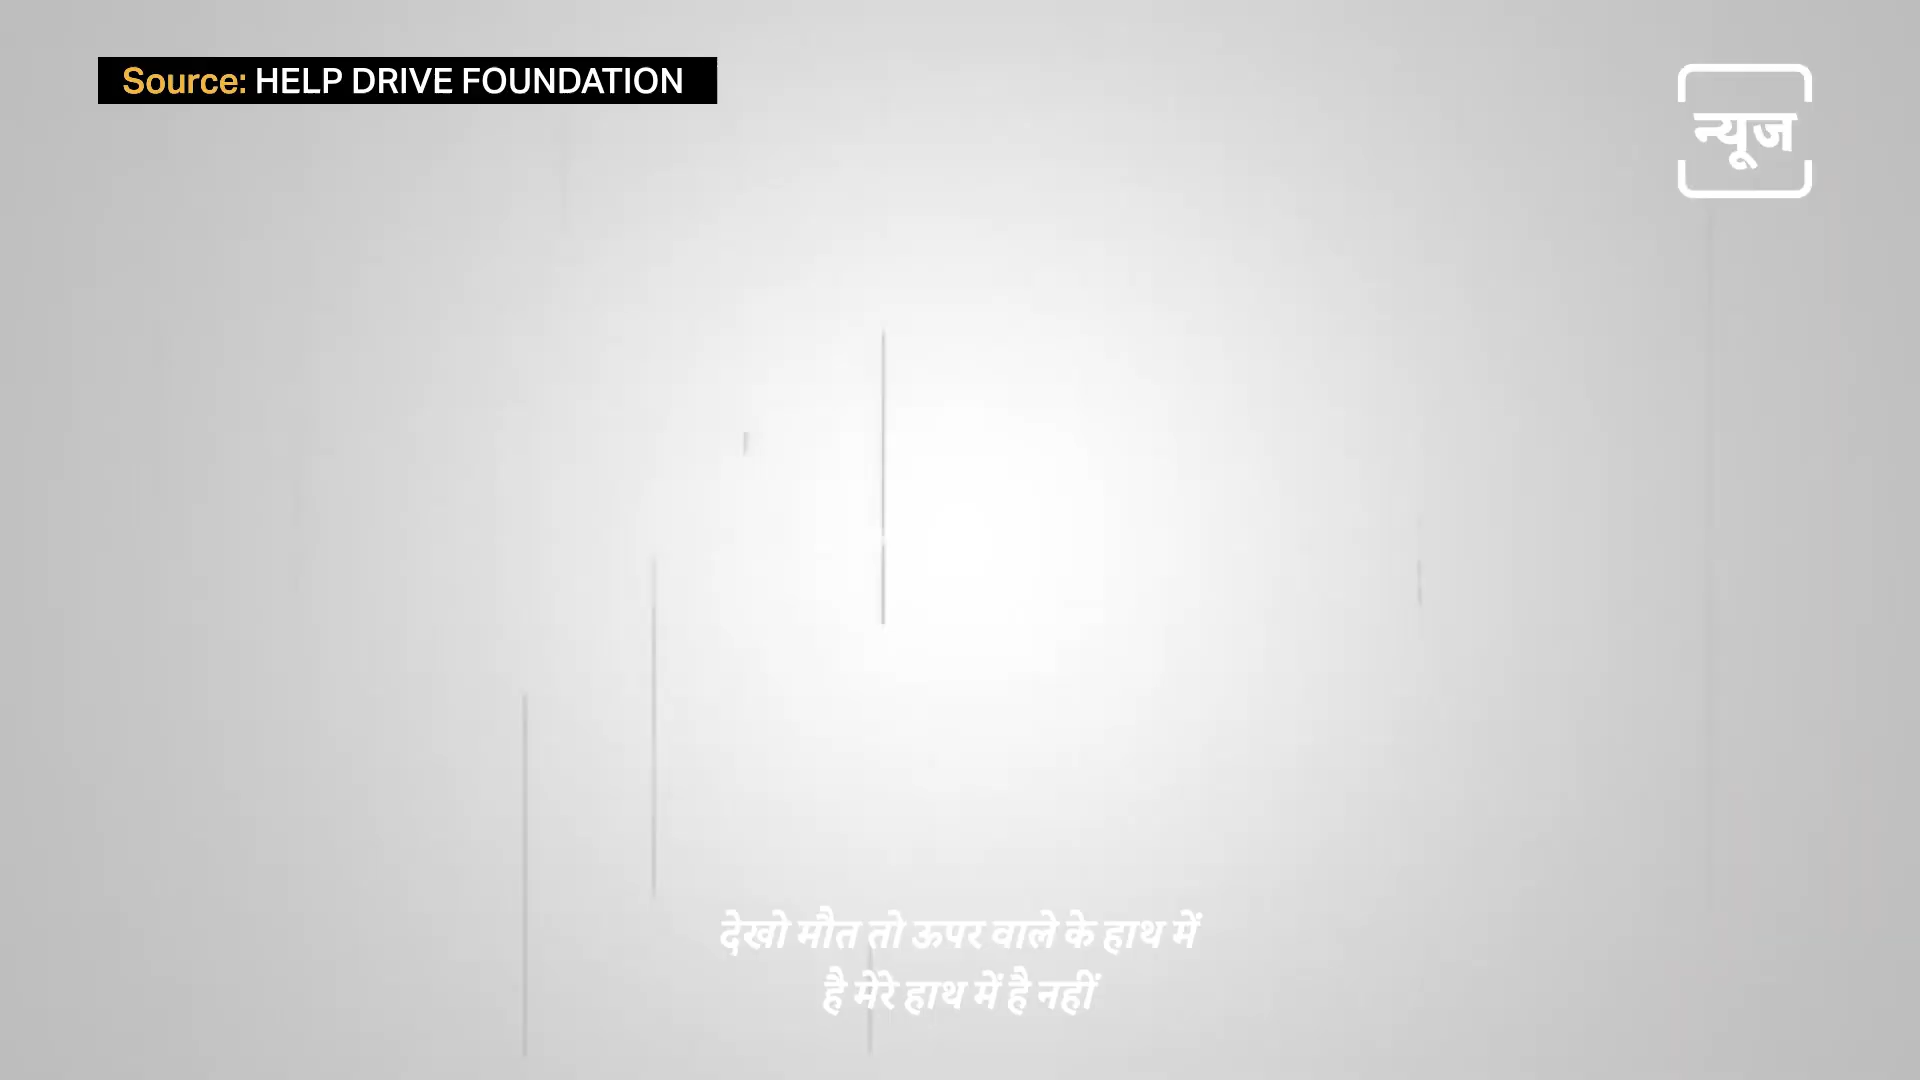 Source: HELP DRIVE FOUNDATION
न्यूज
देखो मौत तो ऊपर वाले के हाथ में
है मेरे हाथ में है नहीं